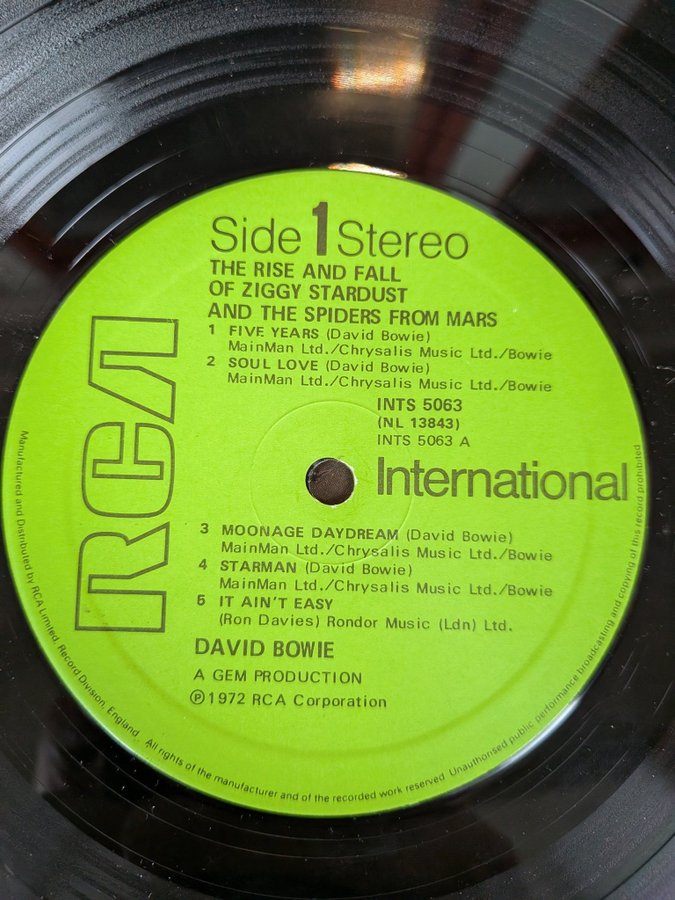 Side 1 Stereo
THE RISE AND FALL
OF ZIGGY STARDUST
AND THE SPIDERS FROM MARS
1 FIVE YEARS (David Bowie)
MainMan Ltd./Chrysalis Music Ltd./Bowie
2 SOUL LOVE (David Bowie)
MainMan Ltd./Chrysalis Music Ltd./Bowie
INTS 5063
(NL 13843)
INTS 5063 A
RCA
International
3 MOONAGE DAYDREAM (David Bowie)
MainMan Ltd./Chrysalis Music Ltd./Bowie
4 STARMAN (David Bowie)
MainMan Ltd./Chrysalis Music Ltd./Bowie
5 IT AIN'T EASY
(Ron Davies) Rondor Music (Ldn) Ltd.
DAVID BOWIE
A GEM PRODUCTION
℗1972 RCA Corporation
Manufactured and Distributed by RCA Limited, Record Division, England. All rights of the manufacturer and of the recorded work reserved. Unauthorised public performance broadcasting and copying of this record prohibited